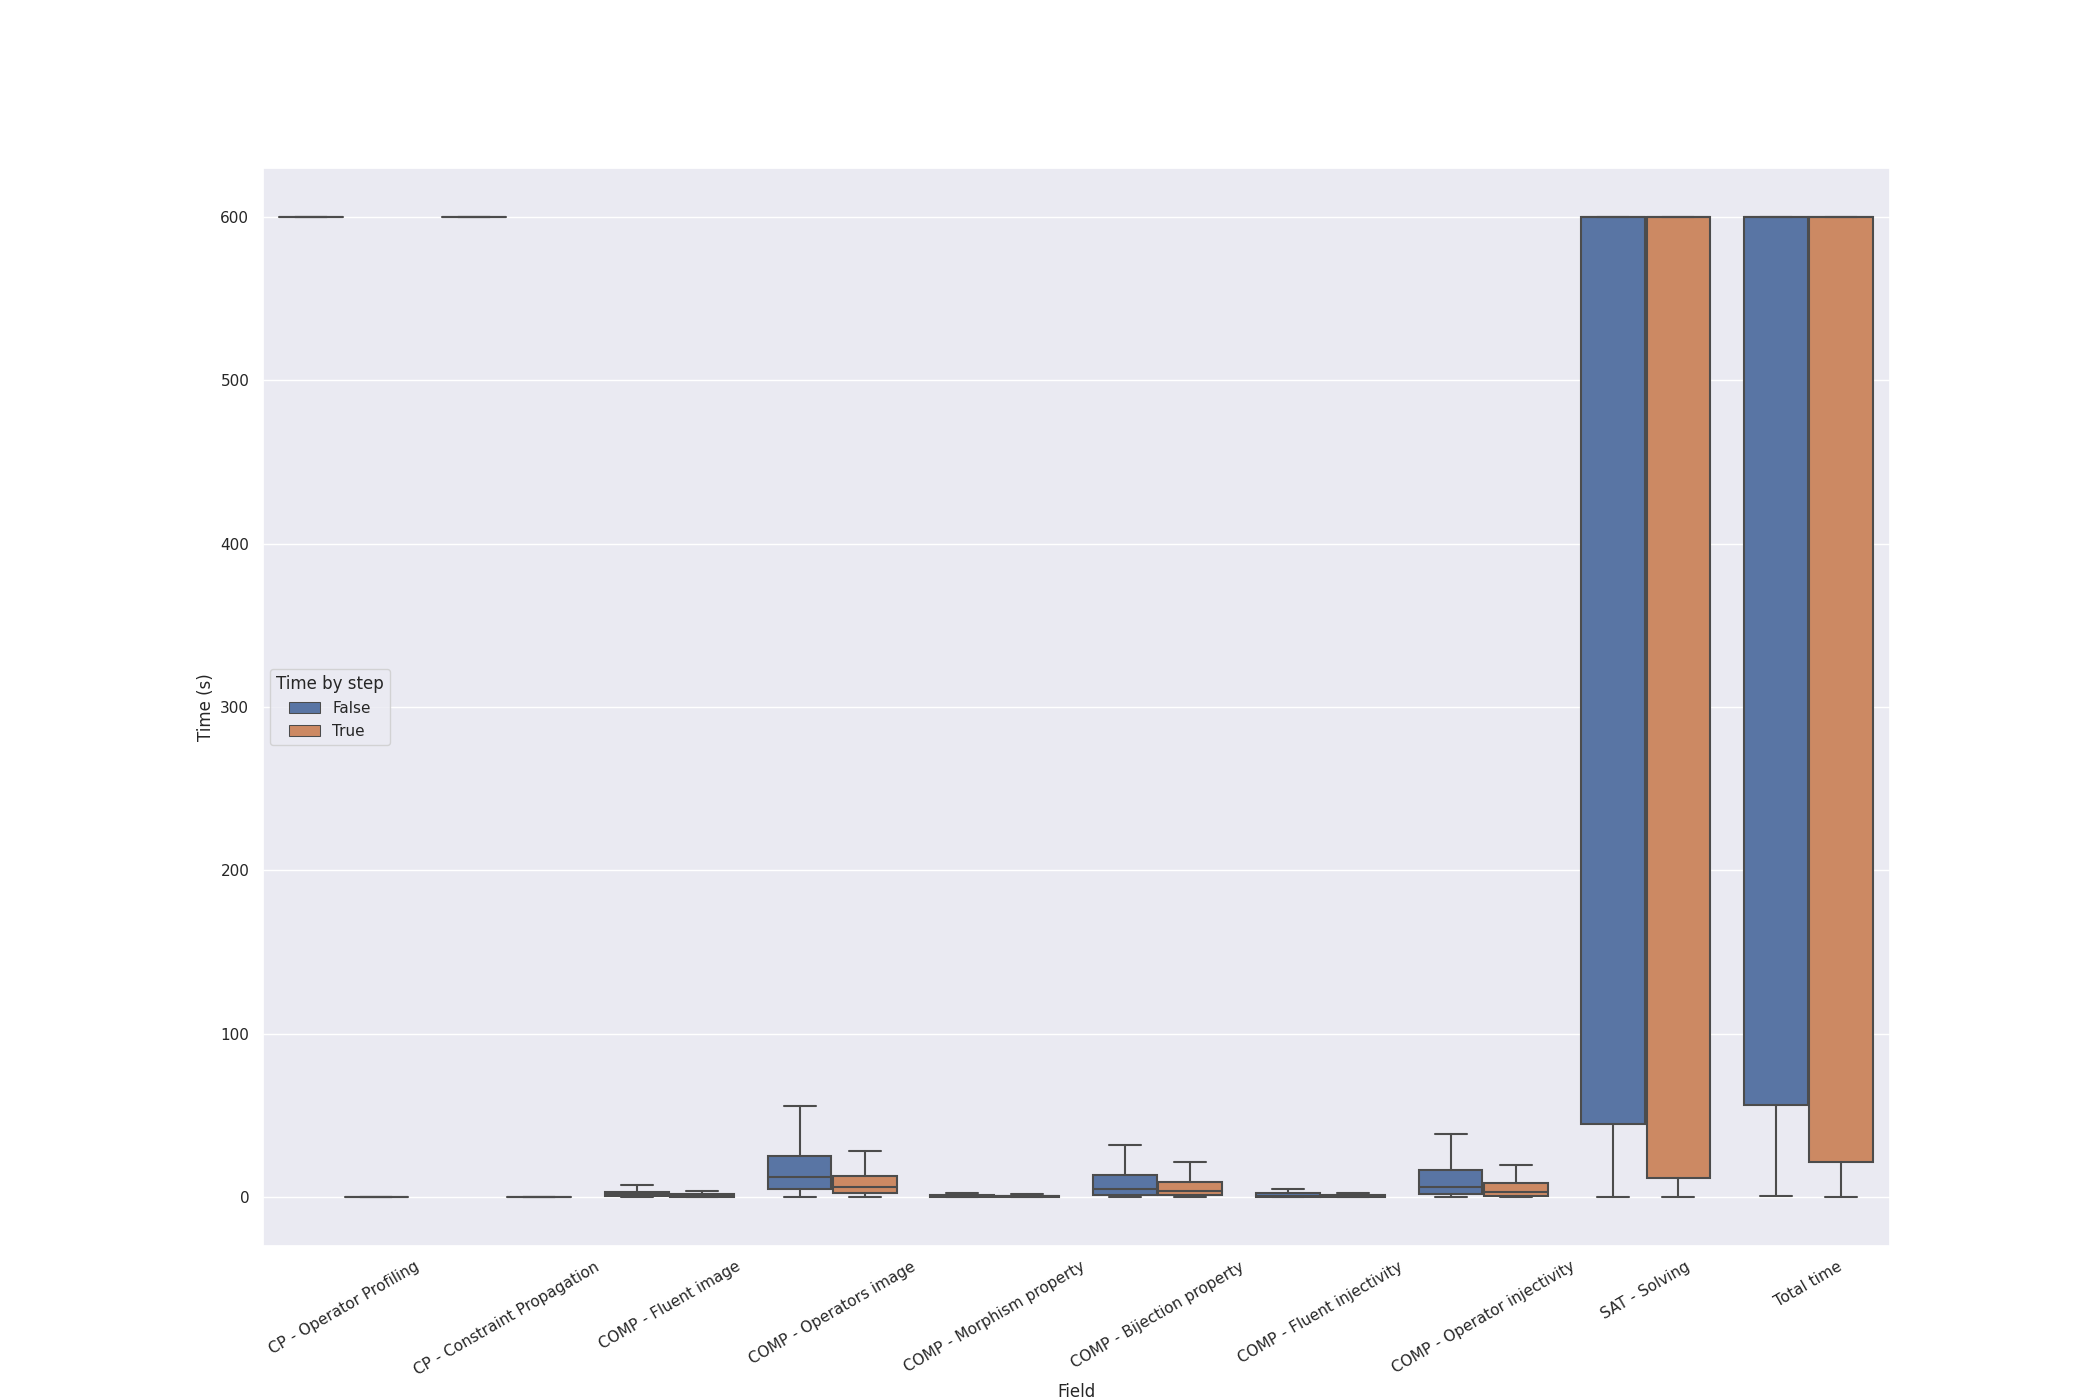 600
500
400
300
200
100
0
Time (s)
Time by step
False
True
CP - Operator Profiling
CP - Constraint Propagation
COMP - Fluent image
COMP - Operators image
COMP - Morphism property
COMP - Bijection property
COMP - Fluent injectivity
COMP - Operator injectivity
SAT - Solving
Total time
Field